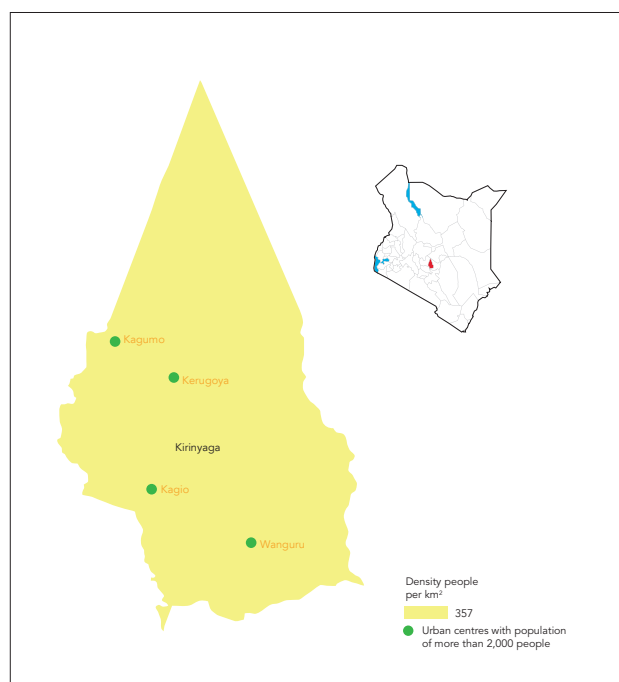 Kagumo
Kerugoya
Kirinyaga
Kagio
Wanguru
Density people
per km²
357
Urban centres with population
of more than 2,000 people